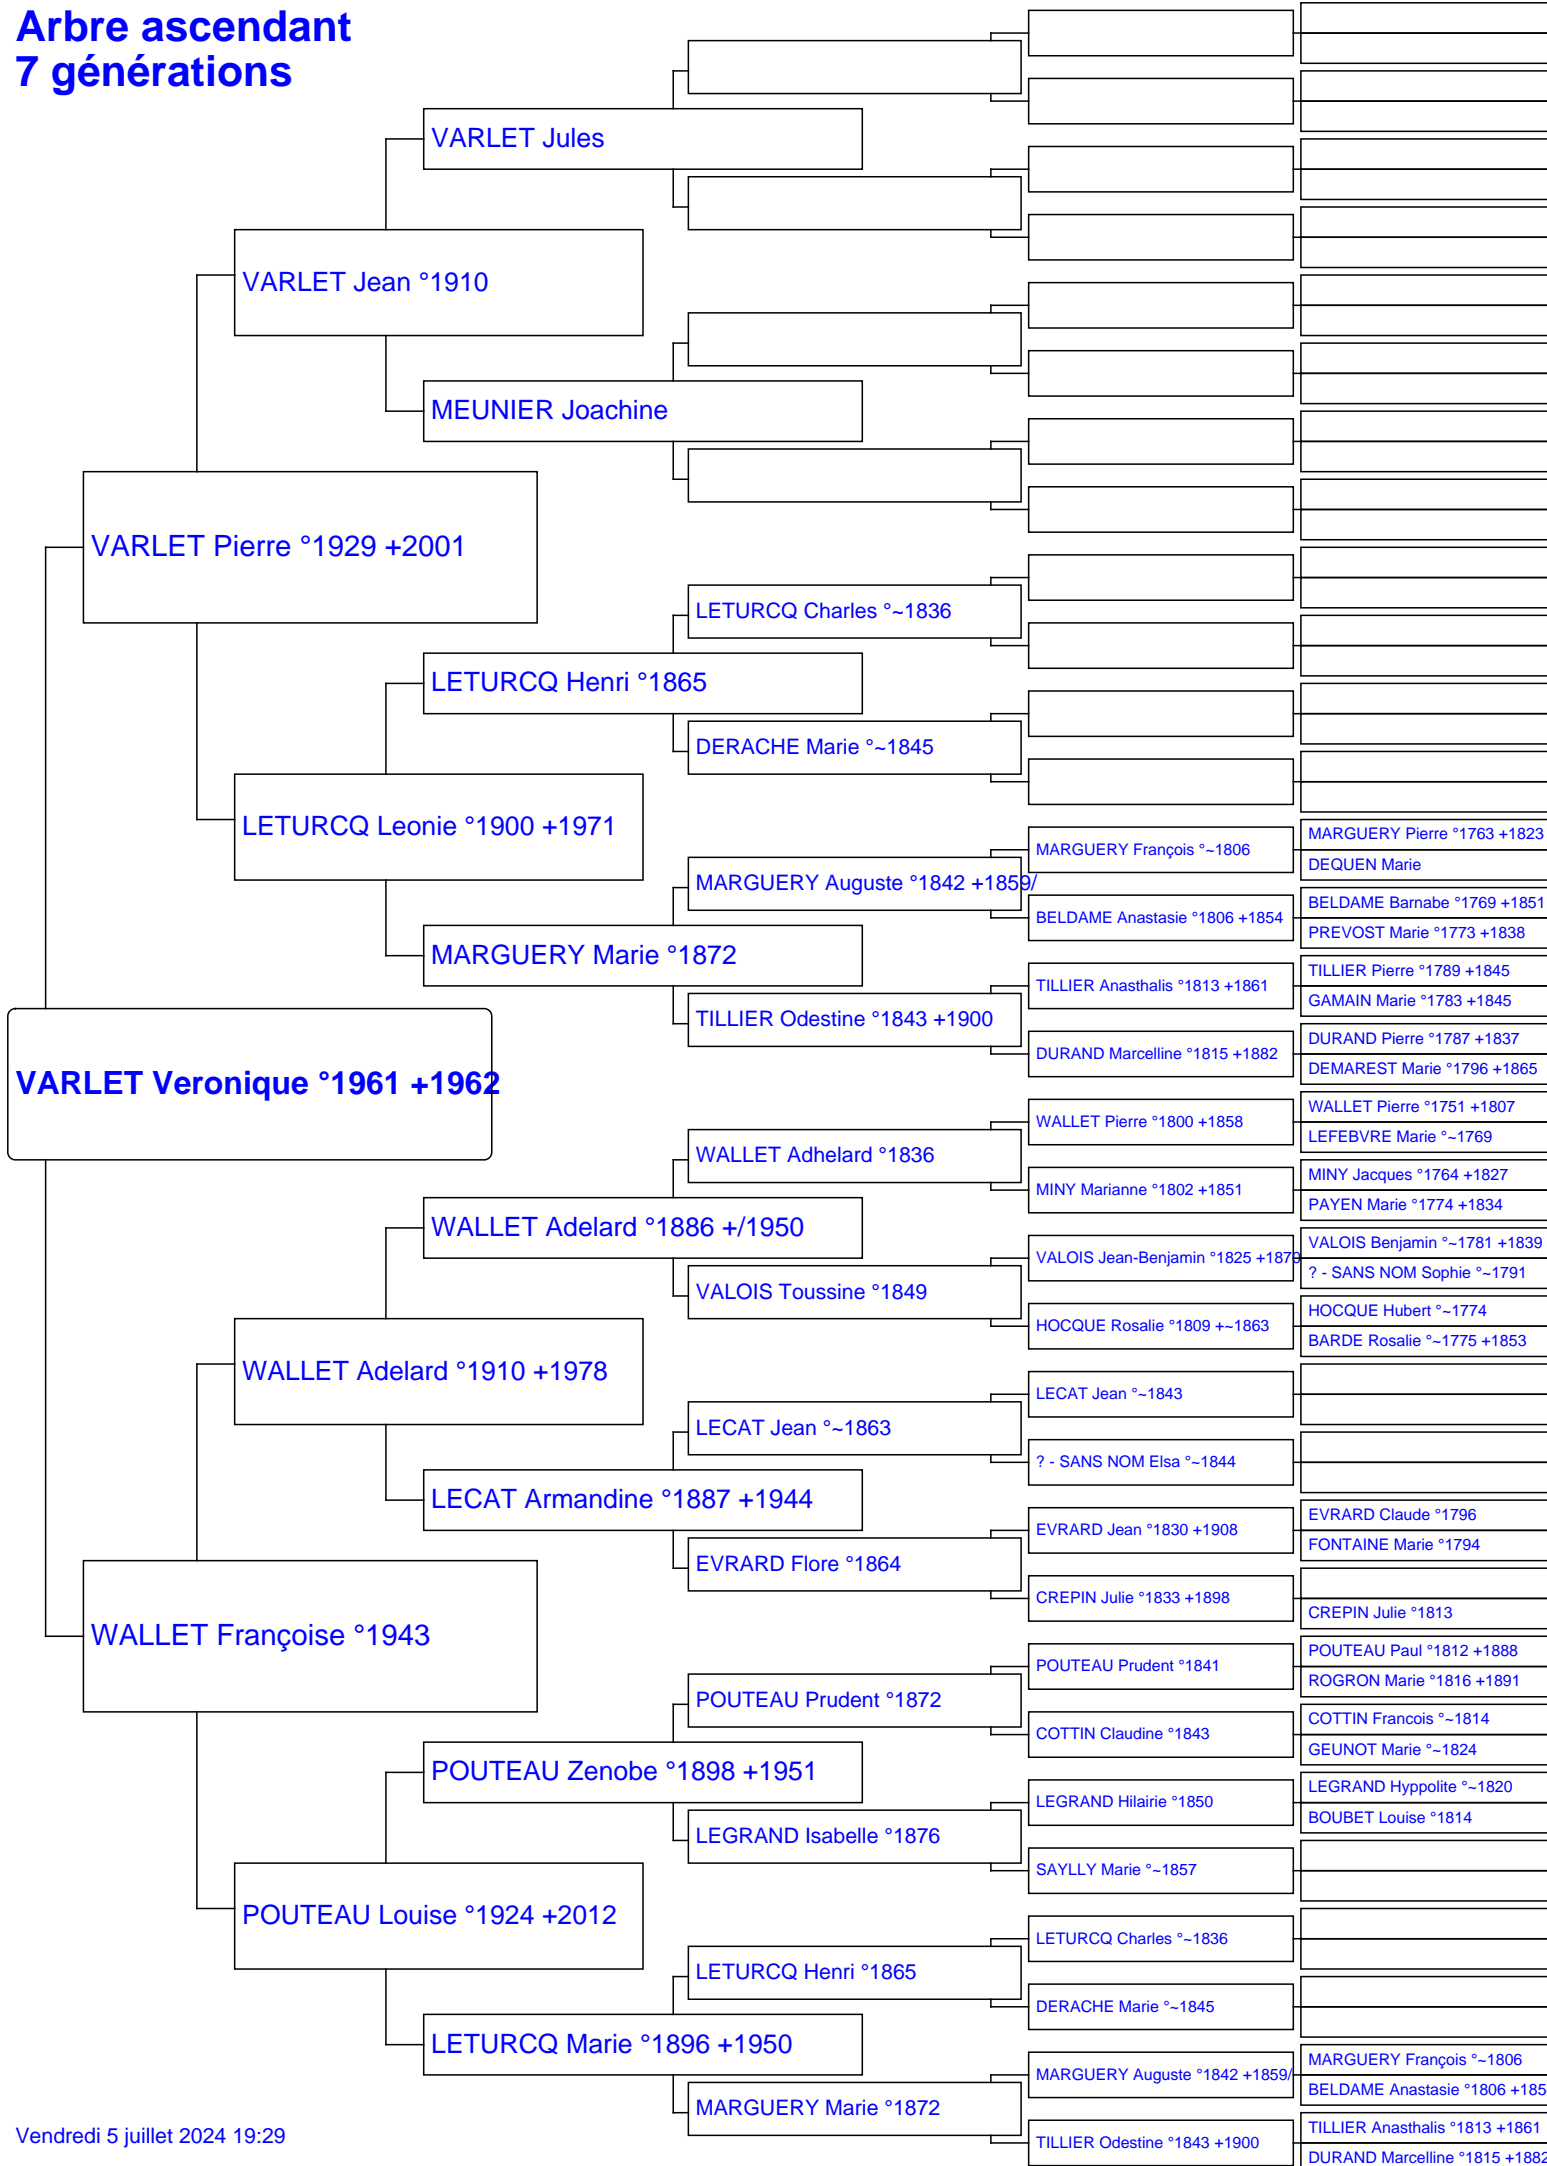 Arbre ascendant
7 générations
VARLET Veronique °1961 +1962
VARLET Pierre °1929 +2001
WALLET Françoise °1943
VARLET Jean °1910
LETURCQ Leonie °1900 +1971
WALLET Adelard °1910 +1978
POUTEAU Louise °1924 +2012
VARLET Jules
MEUNIER Joachine
LETURCQ Henri °1865
MARGUERY Marie °1872
WALLET Adelard °1886 +/1950
LECAT Armandine °1887 +1944
POUTEAU Zenobe °1898 +1951
LETURCQ Marie °1896 +1950
LETURCQ Charles °~1836
DERACHE Marie °~1845
MARGUERY Auguste °1842 +1859/
TILLIER Odestine °1843 +1900
WALLET Adhelard °1836
VALOIS Toussine °1849
LECAT Jean °~1863
EVRARD Flore °1864
POUTEAU Prudent °1872
LEGRAND Isabelle °1876
LETURCQ Henri °1865
MARGUERY Marie °1872
MARGUERY François °~1806
BELDAME Anastasie °1806 +1854
TILLIER Anasthalis °1813 +1861
DURAND Marcelline °1815 +1882
WALLET Pierre °1800 +1858
MINY Marianne °1802 +1851
VALOIS Jean-Benjamin °1825 +1870
HOCQUE Rosalie °1809 +~1863
LECAT Jean °~1843
? - SANS NOM Elsa °~1844
EVRARD Jean °1830 +1908
CREPIN Julie °1833 +1898
POUTEAU Prudent °1841
COTTIN Claudine °1843
LEGRAND Hilairie °1850
SAYLLY Marie °~1857
LETURCQ Charles °~1836
DERACHE Marie °~1845
MARGUERY Auguste °1842 +1859/
TILLIER Odestine °1843 +1900
MARGUERY Pierre °1763 +1823
DEQUEN Marie
BELDAME Barnabe °1769 +1851
PREVOST Marie °1773 +1838
TILLIER Pierre °1789 +1845
GAMAIN Marie °1783 +1845
DURAND Pierre °1787 +1837
DEMAREST Marie °1796 +1865
WALLET Pierre °1751 +1807
LEFEBVRE Marie °~1769
MINY Jacques °1764 +1827
PAYEN Marie °1774 +1834
VALOIS Benjamin °~1781 +1839
? - SANS NOM Sophie °~1791
HOCQUE Hubert °~1774
BARDE Rosalie °~1775 +1853
EVRARD Claude °1796
FONTAINE Marie °1794
CREPIN Julie °1813
POUTEAU Paul °1812 +1888
ROGRON Marie °1816 +1891
COTTIN Francois °~1814
GEUNOT Marie °~1824
LEGRAND Hyppolite °~1820
BOUBET Louise °1814
MARGUERY François °~1806
BELDAME Anastasie °1806 +185
TILLIER Anasthalis °1813 +1861
DURAND Marcelline °1815 +1882
Vendredi 5 juillet 2024 19:29